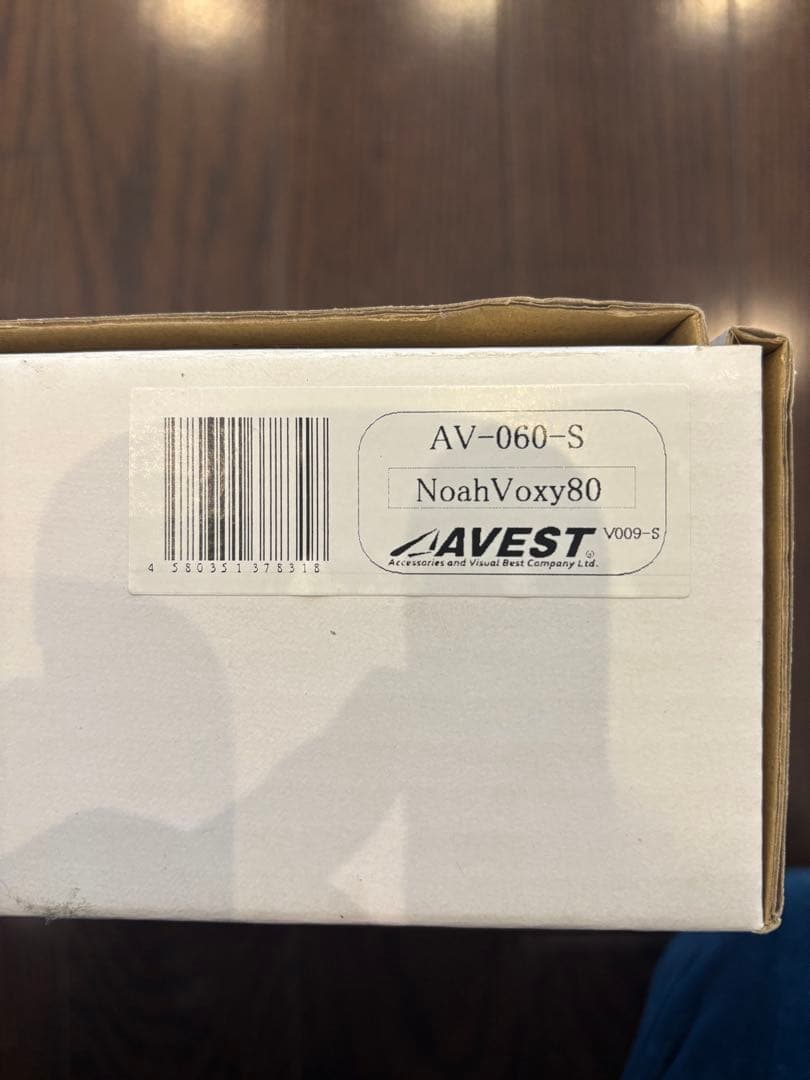 AV-060-S
NoahVoxy80
AVEST® V009-S
Accessories and Visual Best Company Ltd.
4 580351 378318